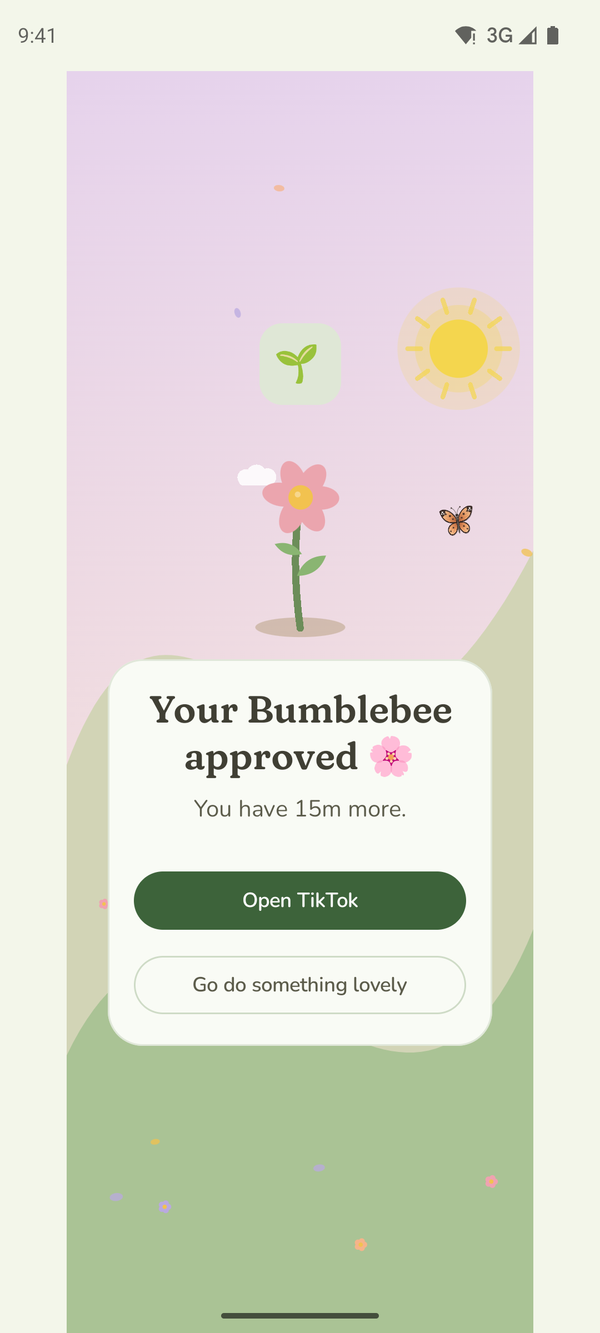 9:41
3G
Your Bumblebee
approved 🌸
You have 15m more.
Open TikTok
Go do something lovely